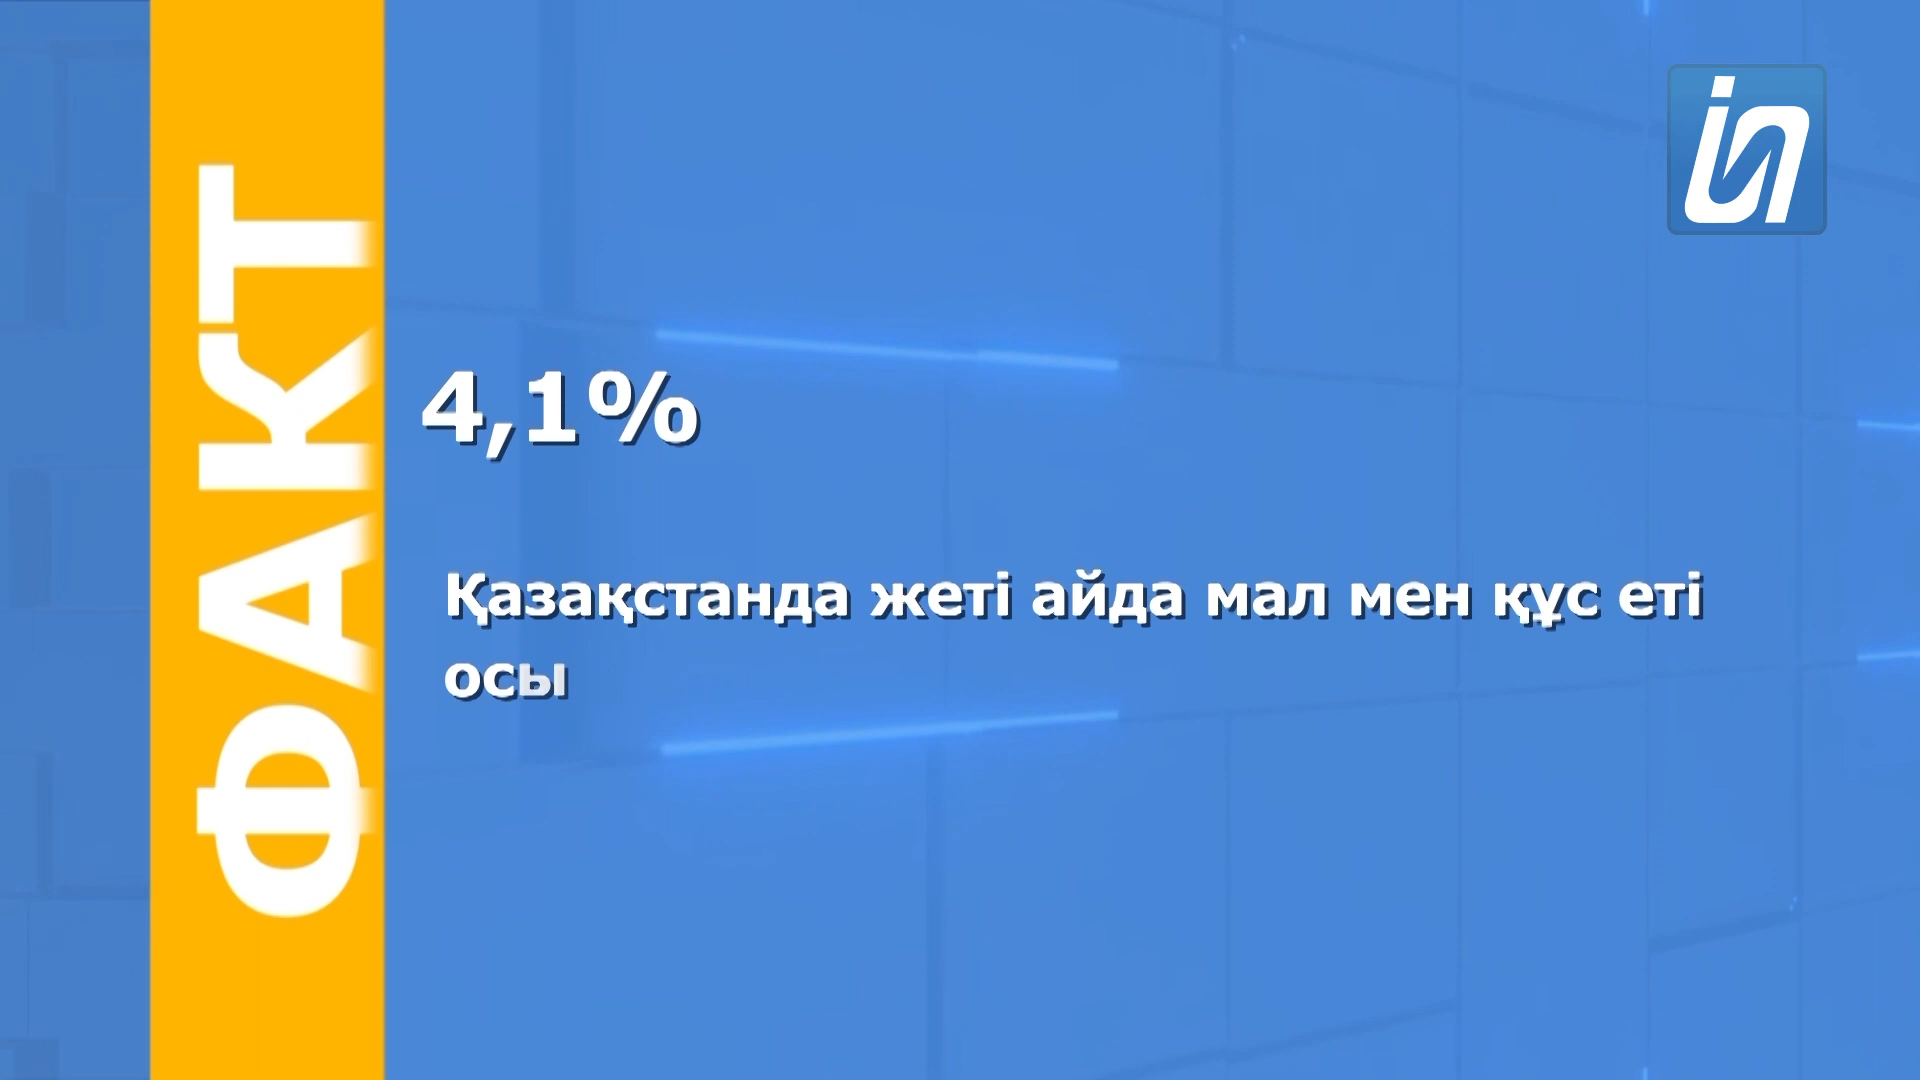 ФАКТ
4,1%
Қазақстанда жеті айда мал мен құс еті
осы